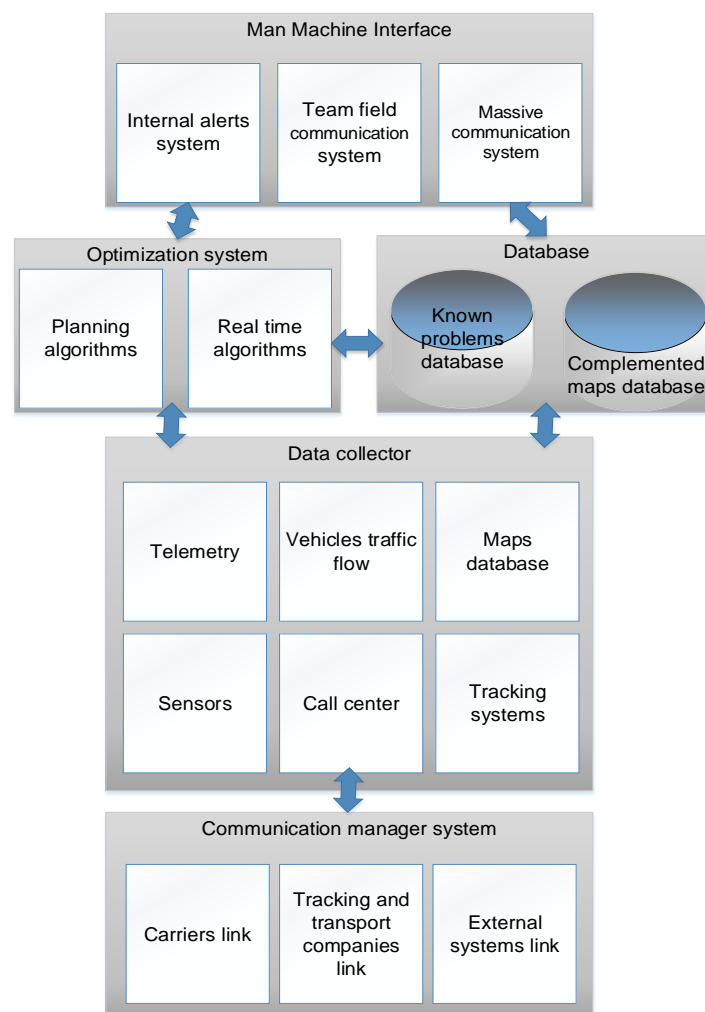 Man Machine Interface
Internal alerts
system
Team field
communication
system
Massive
communication
system
Optimization system
Planning
algorithms
Real time
algorithms
Database
Known
problems
database
Complemented
maps database
Data collector
Telemetry
Vehicles traffic
flow
Maps
database
Sensors
Call center
Tracking
systems
Communication manager system
Carriers link
Tracking and
transport
companies
link
External
systems link